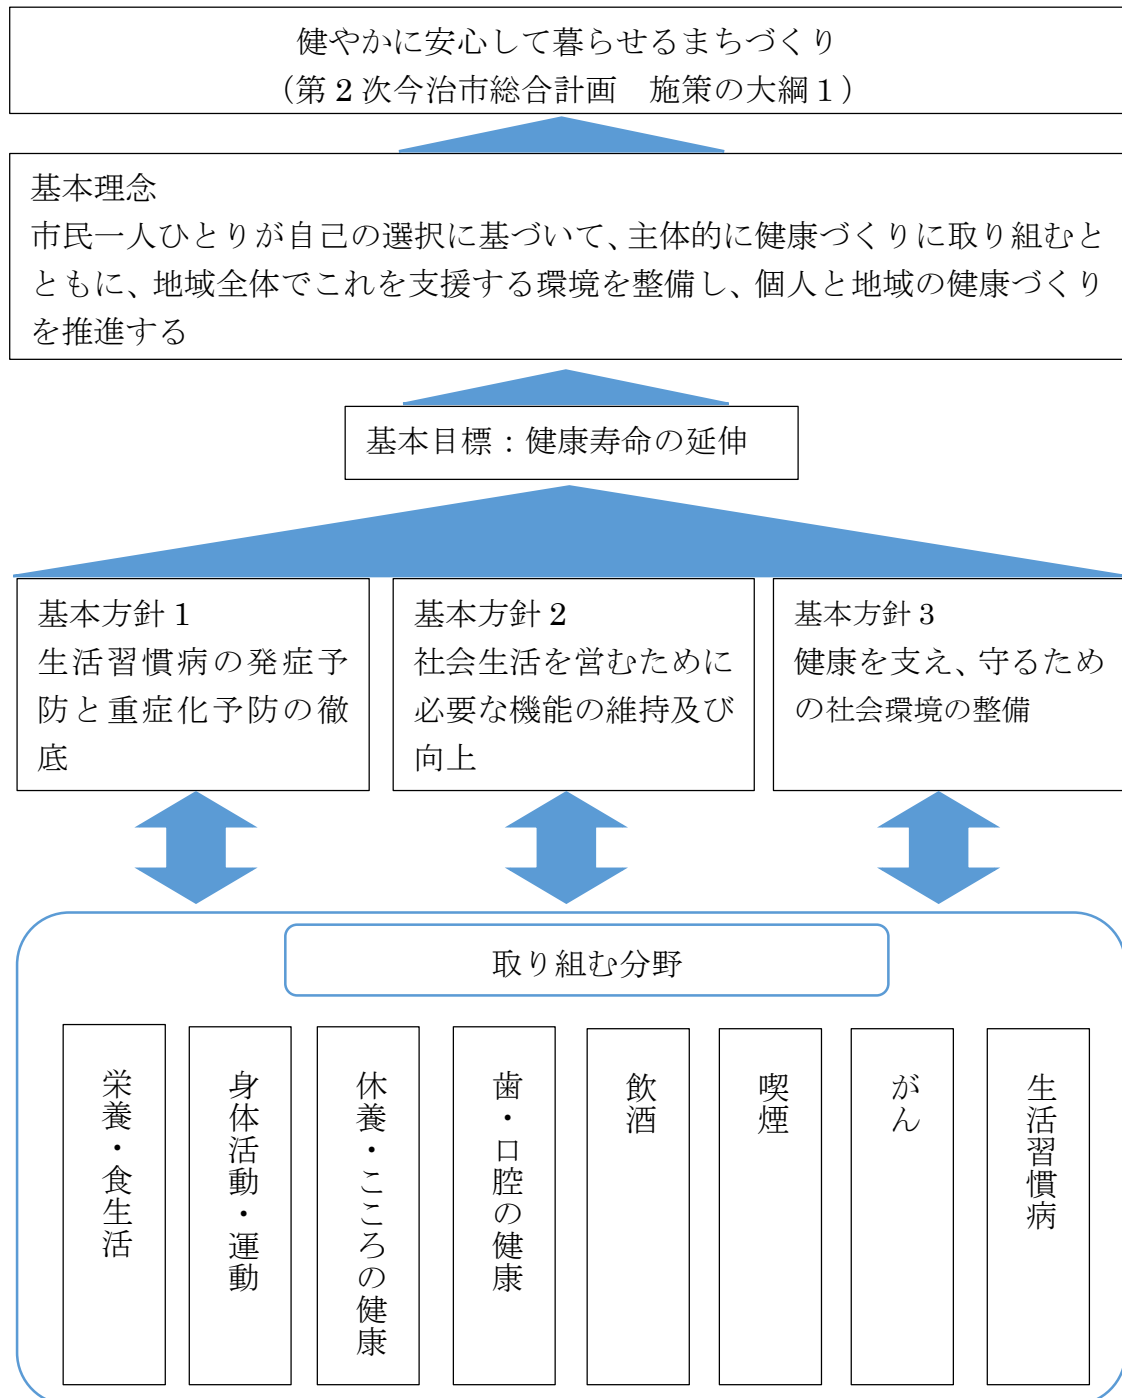 健やかに安心して暮らせるまちづくり
（第２次今治市総合計画　施策の大綱１）
基本理念
市民一人ひとりが自己の選択に基づいて、主体的に健康づくりに取り組むと
ともに、地域全体でこれを支援する環境を整備し、個人と地域の健康づくり
を推進する
基本目標：健康寿命の延伸
基本方針１
生活習慣病の発症予
防と重症化予防の徹
底
基本方針２
社会生活を営むために
必要な機能の維持及び
向上
基本方針３
健康を支え、守るため
の社会環境の整備
取り組む分野
栄養・食生活
身体活動・運動
休養・こころの健康
歯・口腔の健康
飲酒
喫煙
がん
生活習慣病